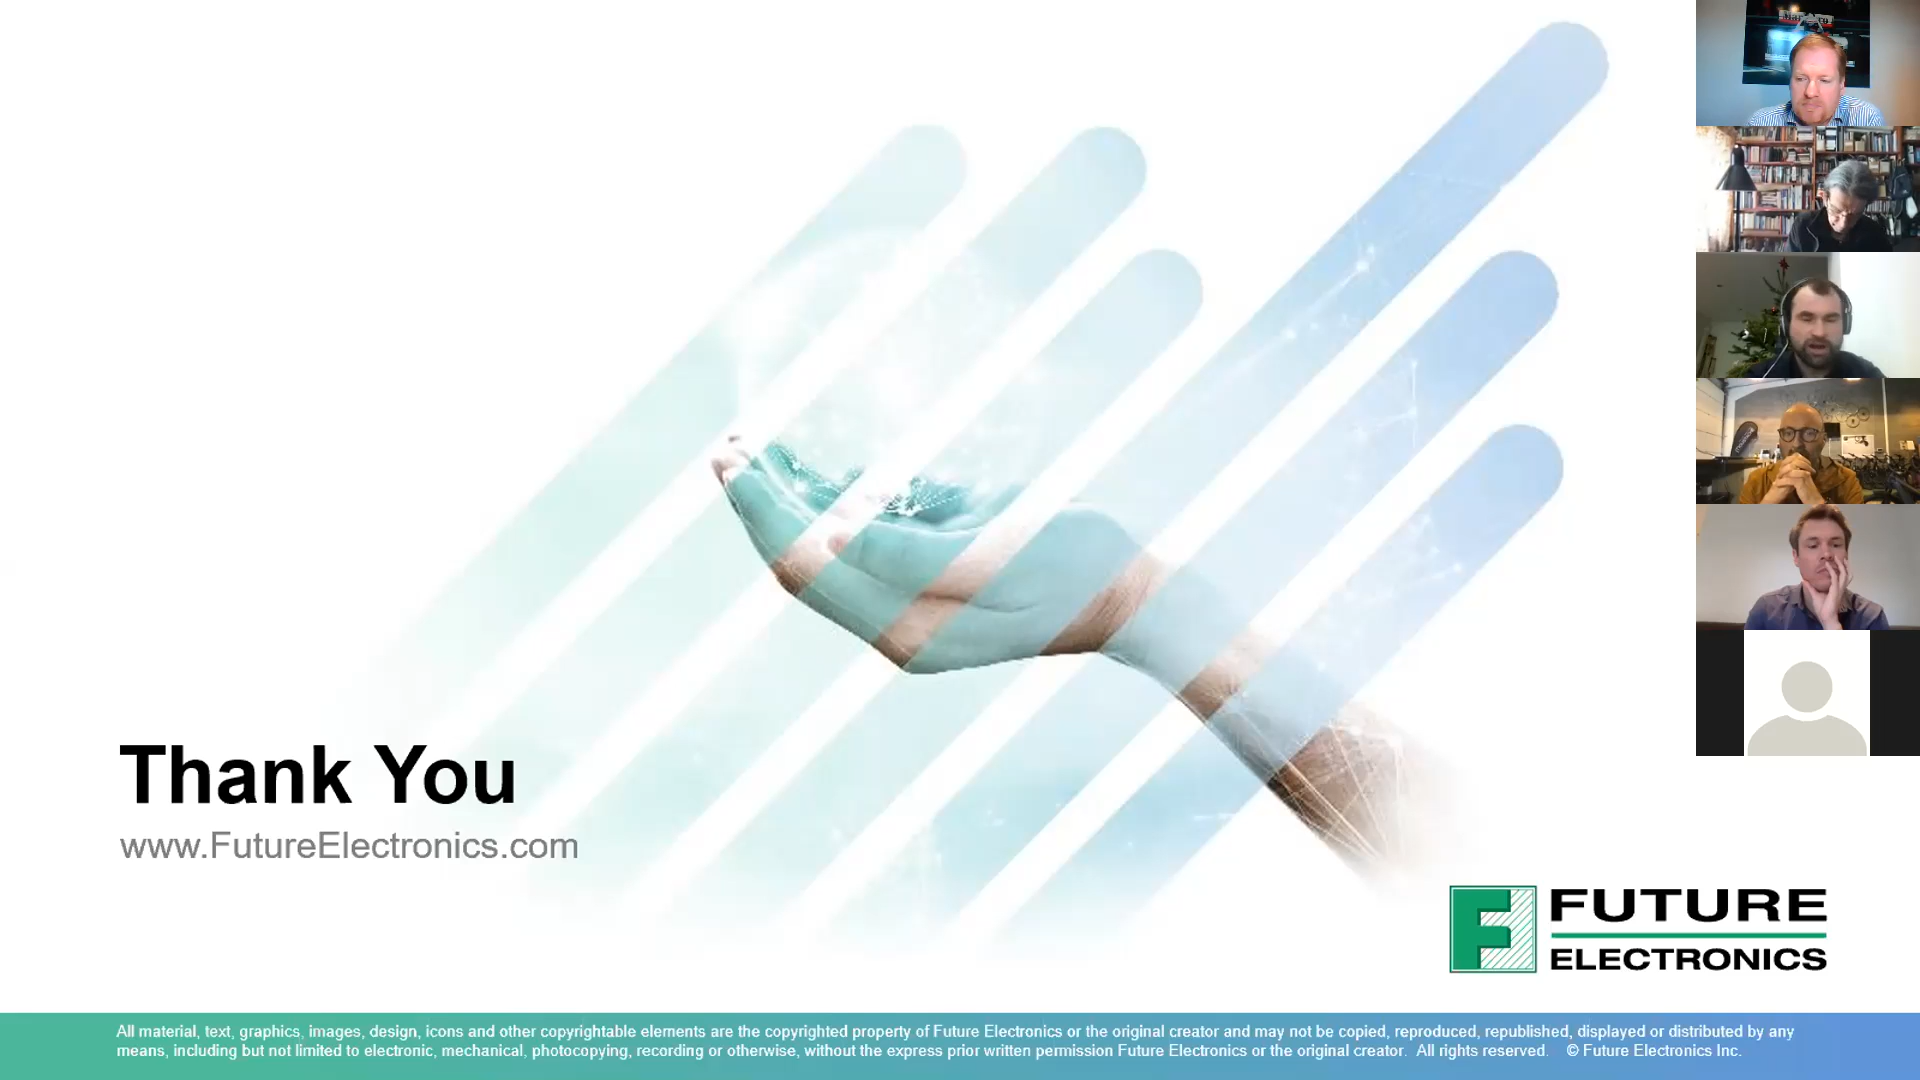 Thank You
www.FutureElectronics.com
FUTURE
ELECTRONICS
All material, text, graphics, images, design, icons and other copyrightable elements are the copyrighted property of Future Electronics or the original creator and may not be copied, reproduced, republished, displayed or distributed by any
means, including but not limited to electronic, mechanical, photocopying, recording or otherwise, without the express prior written permission Future Electronics or the original creator. All rights reserved. © Future Electronics Inc.